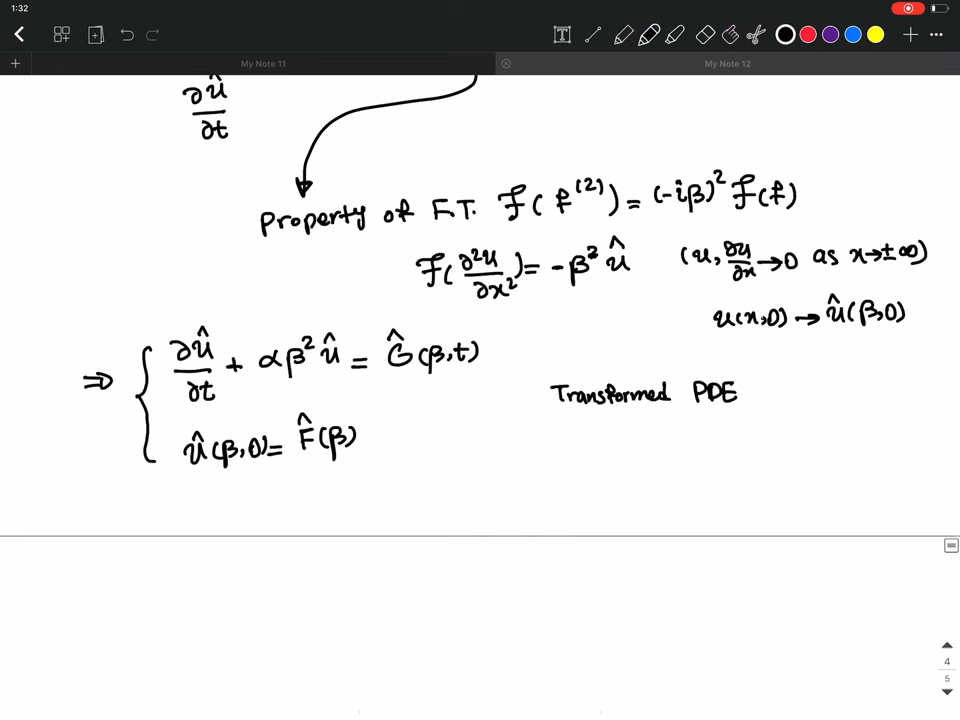 1:32
My Note 11
My Note 12
∂û/∂t
Property of F.T. ℱ(f⁽²⁾) = (-iβ)² ℱ(f)
ℱ(∂²u/∂x²) = -β² û (u, ∂u/∂x → 0 as x → ±∞)
u(x,0) → û(β,0)
⇒ { ∂û/∂t + αβ² û = Ĝ(β,t)
Transformed PDE
û(β,0) = F̂(β)
4
5